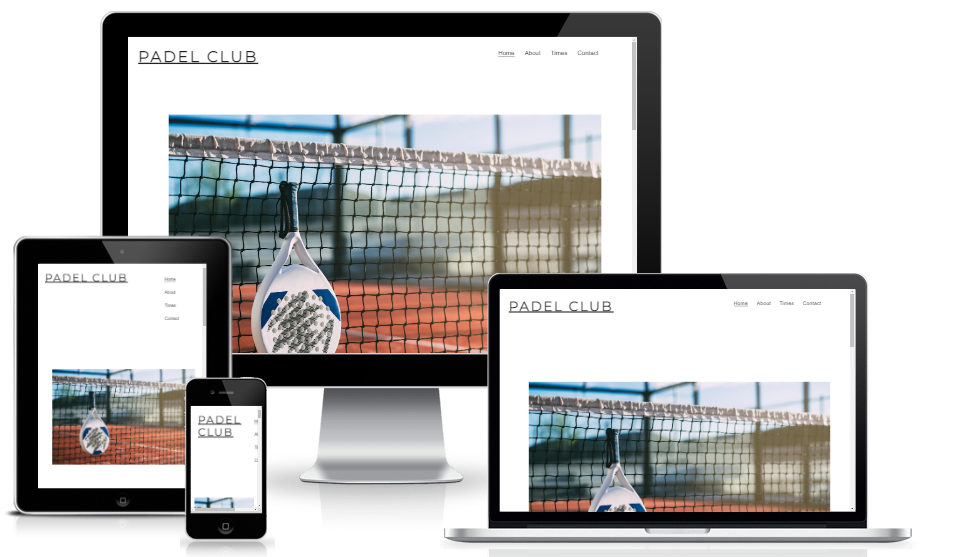 PADEL CLUB
Home About Times Contact
PADEL CLUB
Home
About
Times
Contact
PADEL
CLUB
PADEL CLUB
Home About Times Contact